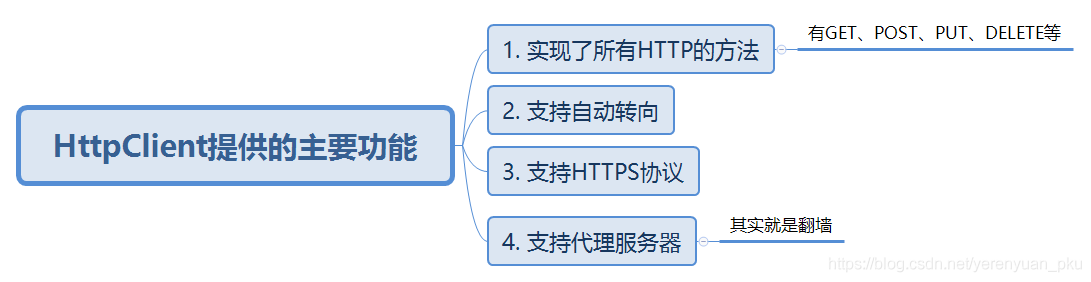 HttpClient提供的主要功能
1. 实现了所有HTTP的方法
有GET、POST、PUT、DELETE等
2. 支持自动转向
3. 支持HTTPS协议
4. 支持代理服务器
其实就是翻墙
https://blog.csdn.net/yerenyuan_pku